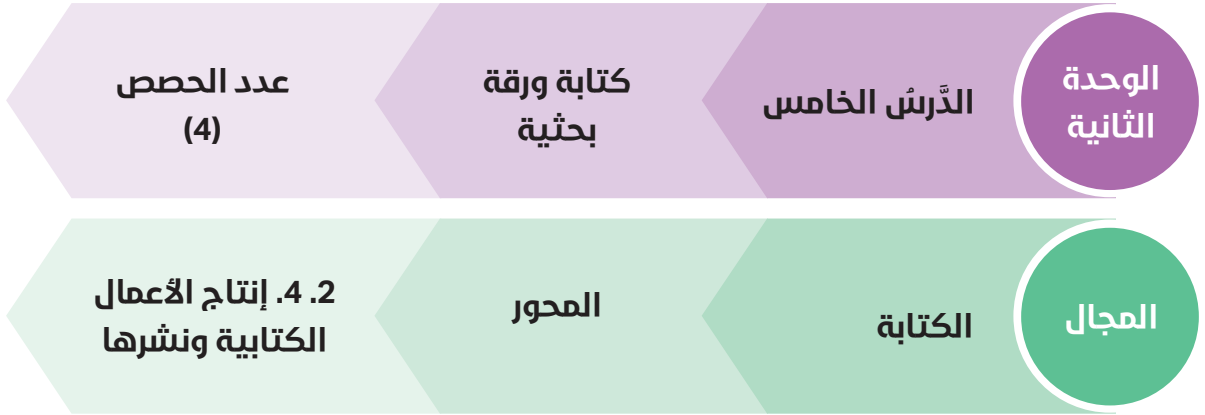 الوحدة
الثانية
الدَّرسُ الخامس
كتابة ورقة
بحثية
عدد الحصص
(4)
المجال
الكتابة
المحور
2. 4. إنتاج الأعمال
الكتابية ونشرها